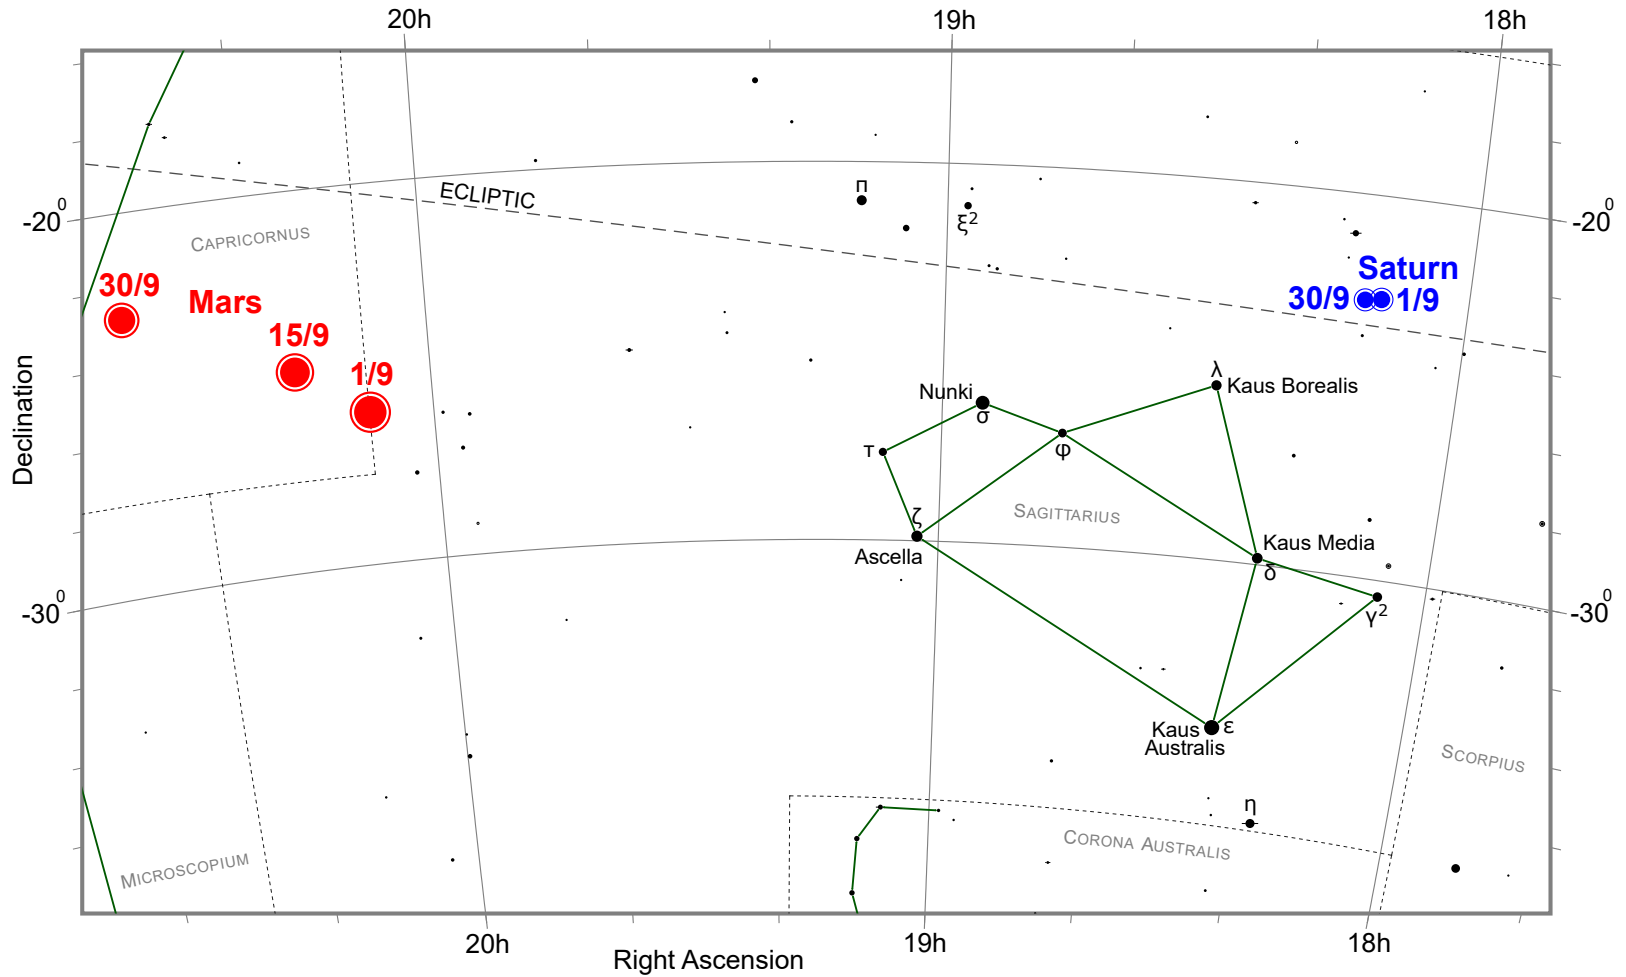 20h 19h 18h
ECLIPTIC
π
ξ2
-20⁰
-20⁰
CAPRICORNUS
30/9
Mars
15/9
1/9
Saturn
30/9 1/9
Declination
Nunki
σ
λ Kaus Borealis
τ
φ
ζ
SAGITTARIUS
Ascella
Kaus Media
δ
-30⁰
-30⁰
γ2
Kaus
Australis
ε
SCORPIUS
η
CORONA AUSTRALIS
MICROSCOPIUM
20h 19h 18h
Right Ascension